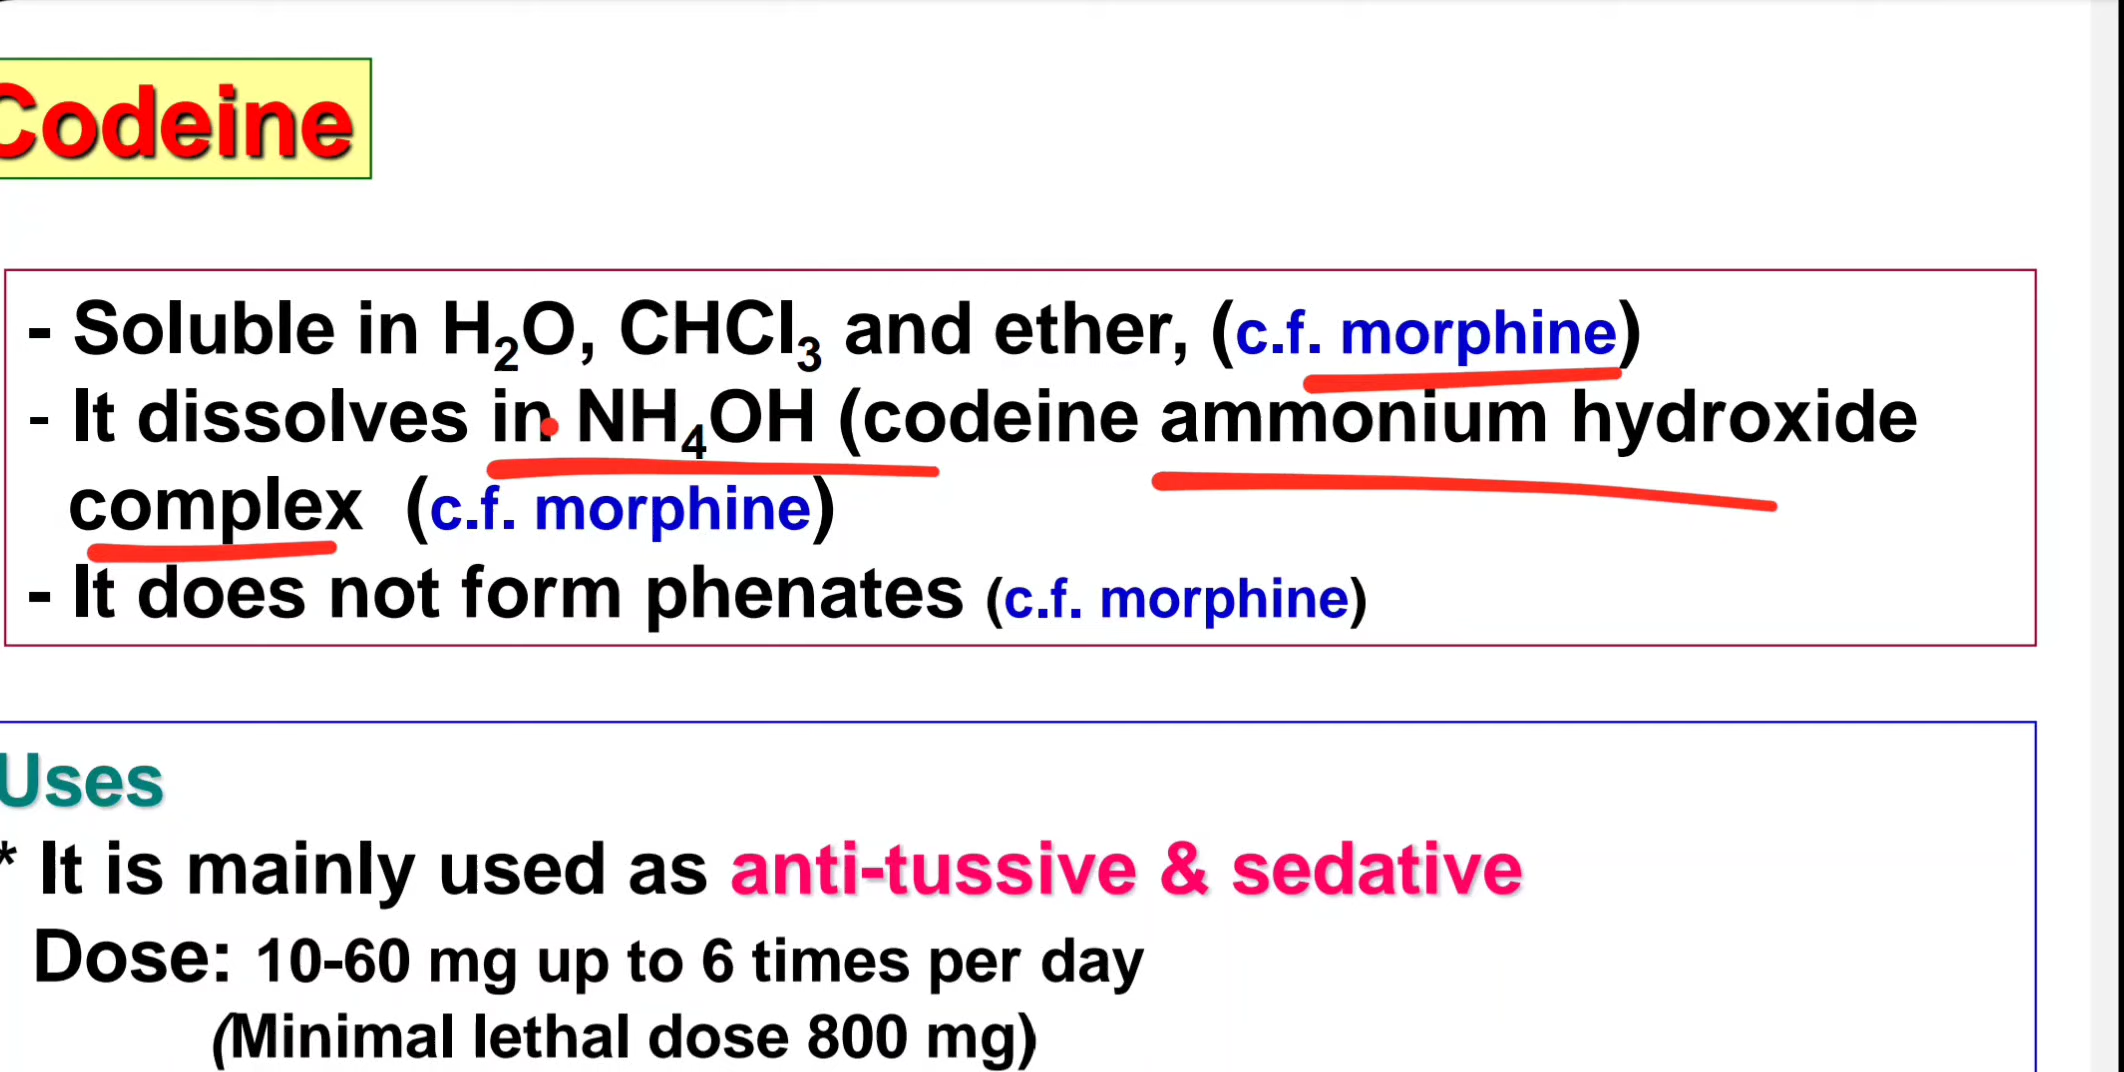 Codeine
- Soluble in H₂O, CHCl₃ and ether, (c.f. morphine)
- It dissolves in NH₄OH (codeine ammonium hydroxide
complex (c.f. morphine)
- It does not form phenates (c.f. morphine)
Uses
* It is mainly used as anti-tussive & sedative
Dose: 10-60 mg up to 6 times per day
(Minimal lethal dose 800 mg)